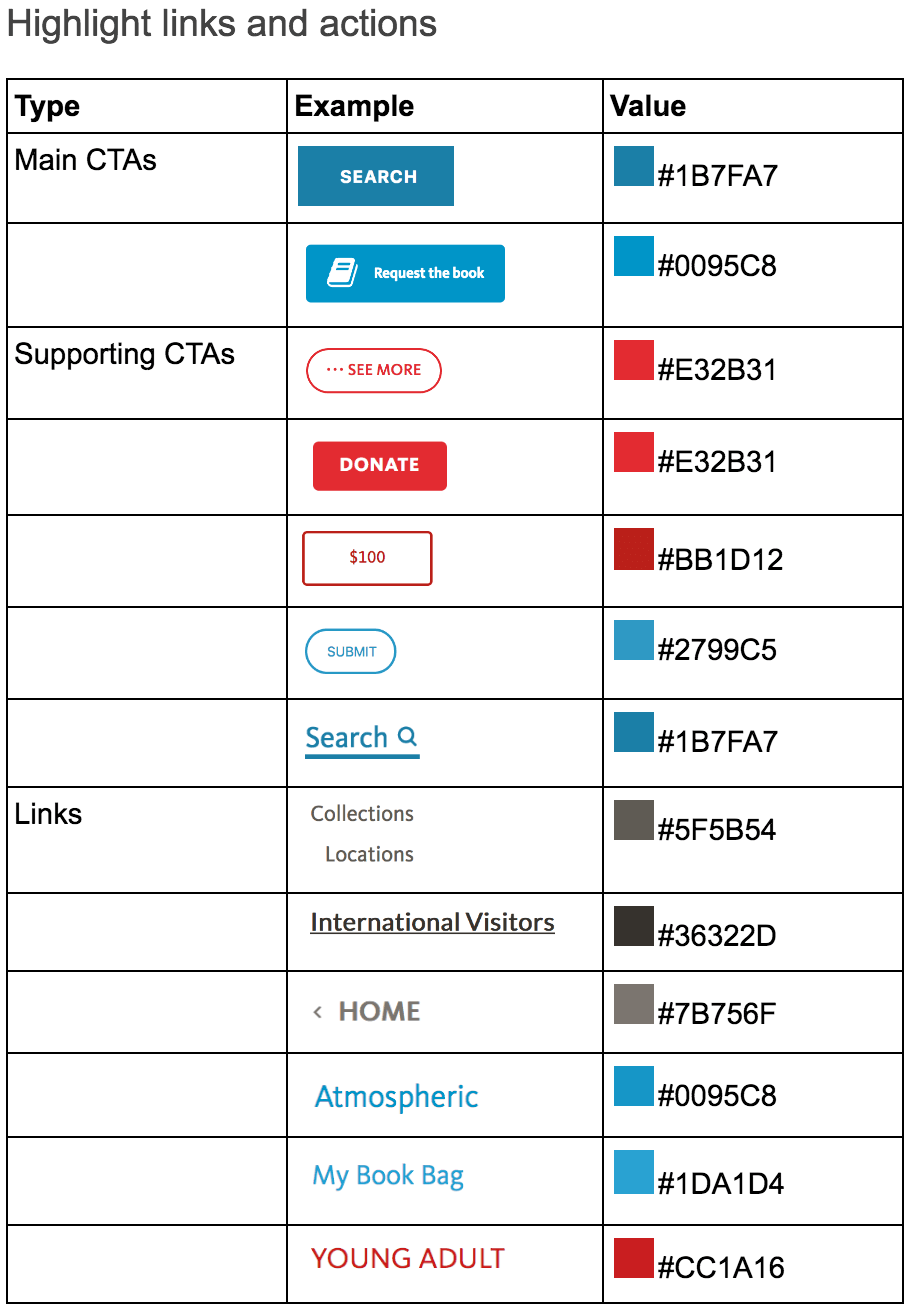 Highlight links and actions
Type Example Value
Main CTAs SEARCH #1B7FA7
Request the book #0095C8
Supporting CTAs ··· SEE MORE #E32B31
DONATE #E32B31
$100 #BB1D12
SUBMIT #2799C5
Search #1B7FA7
Links Collections #5F5B54
Locations
International Visitors #36322D
< HOME #7B756F
Atmospheric #0095C8
My Book Bag #1DA1D4
YOUNG ADULT #CC1A16